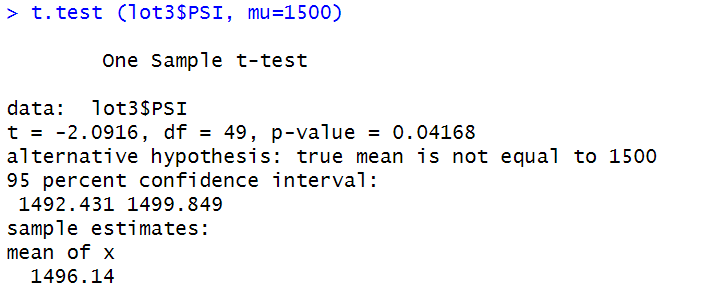 > t.test (lot3$PSI, mu=1500)
One Sample t-test
data:  lot3$PSI
t = -2.0916, df = 49, p-value = 0.04168
alternative hypothesis: true mean is not equal to 1500
95 percent confidence interval:
1492.431 1499.849
sample estimates:
mean of x
1496.14